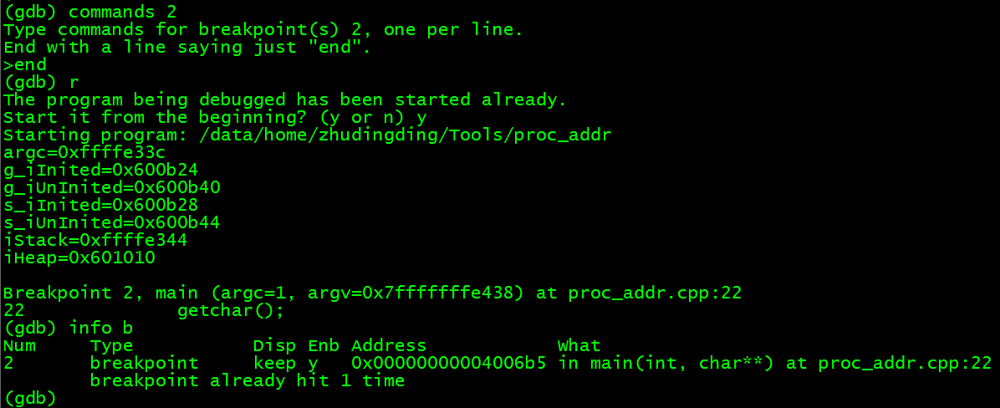 (gdb) commands 2
Type commands for breakpoint(s) 2, one per line.
End with a line saying just "end".
>end
(gdb) r
The program being debugged has been started already.
Start it from the beginning? (y or n) y
Starting program: /data/home/zhudingding/Tools/proc_addr
argc=0xffffe33c
g_iInited=0x600b24
g_iUnInited=0x600b40
s_iInited=0x600b28
s_iUnInited=0x600b44
iStack=0xffffe344
iHeap=0x601010

Breakpoint 2, main (argc=1, argv=0x7fffffffe438) at proc_addr.cpp:22
22              getchar();
(gdb) info b
Num     Type           Disp Enb Address            What
2       breakpoint     keep y   0x00000000004006b5 in main(int, char**) at proc_addr.cpp:22
        breakpoint already hit 1 time
(gdb)